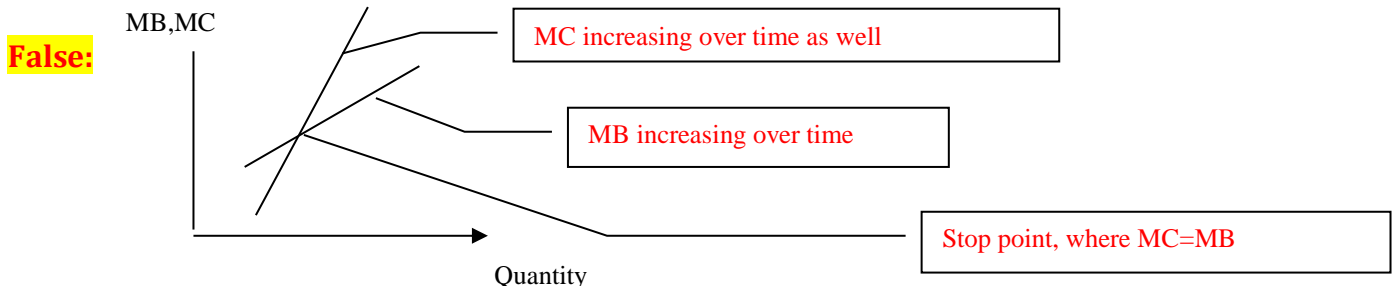 MB,MC
False:
MC increasing over time as well
MB increasing over time
Stop point, where MC=MB
Quantity